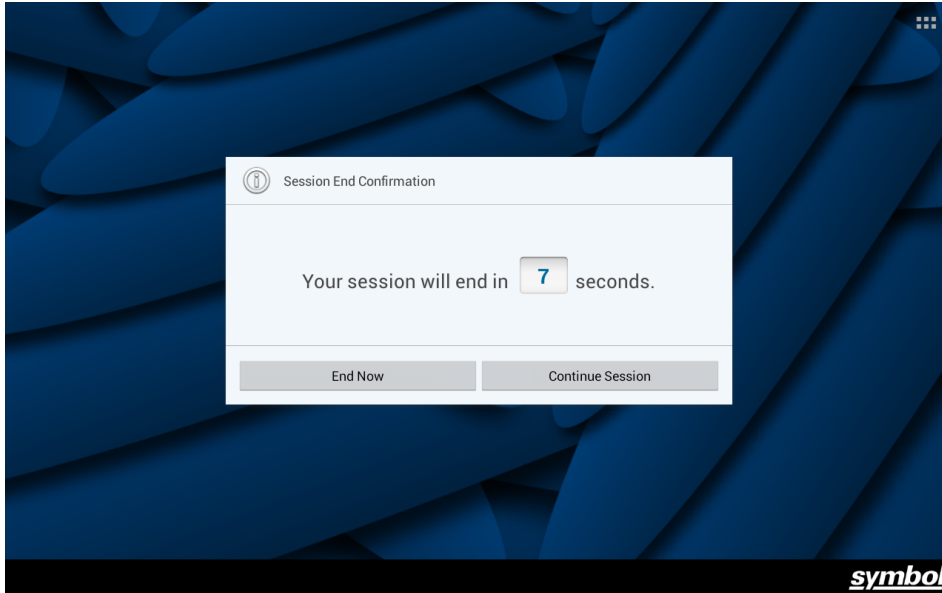 Session End Confirmation
Your session will end in 7 seconds.
End Now Continue Session
symbol